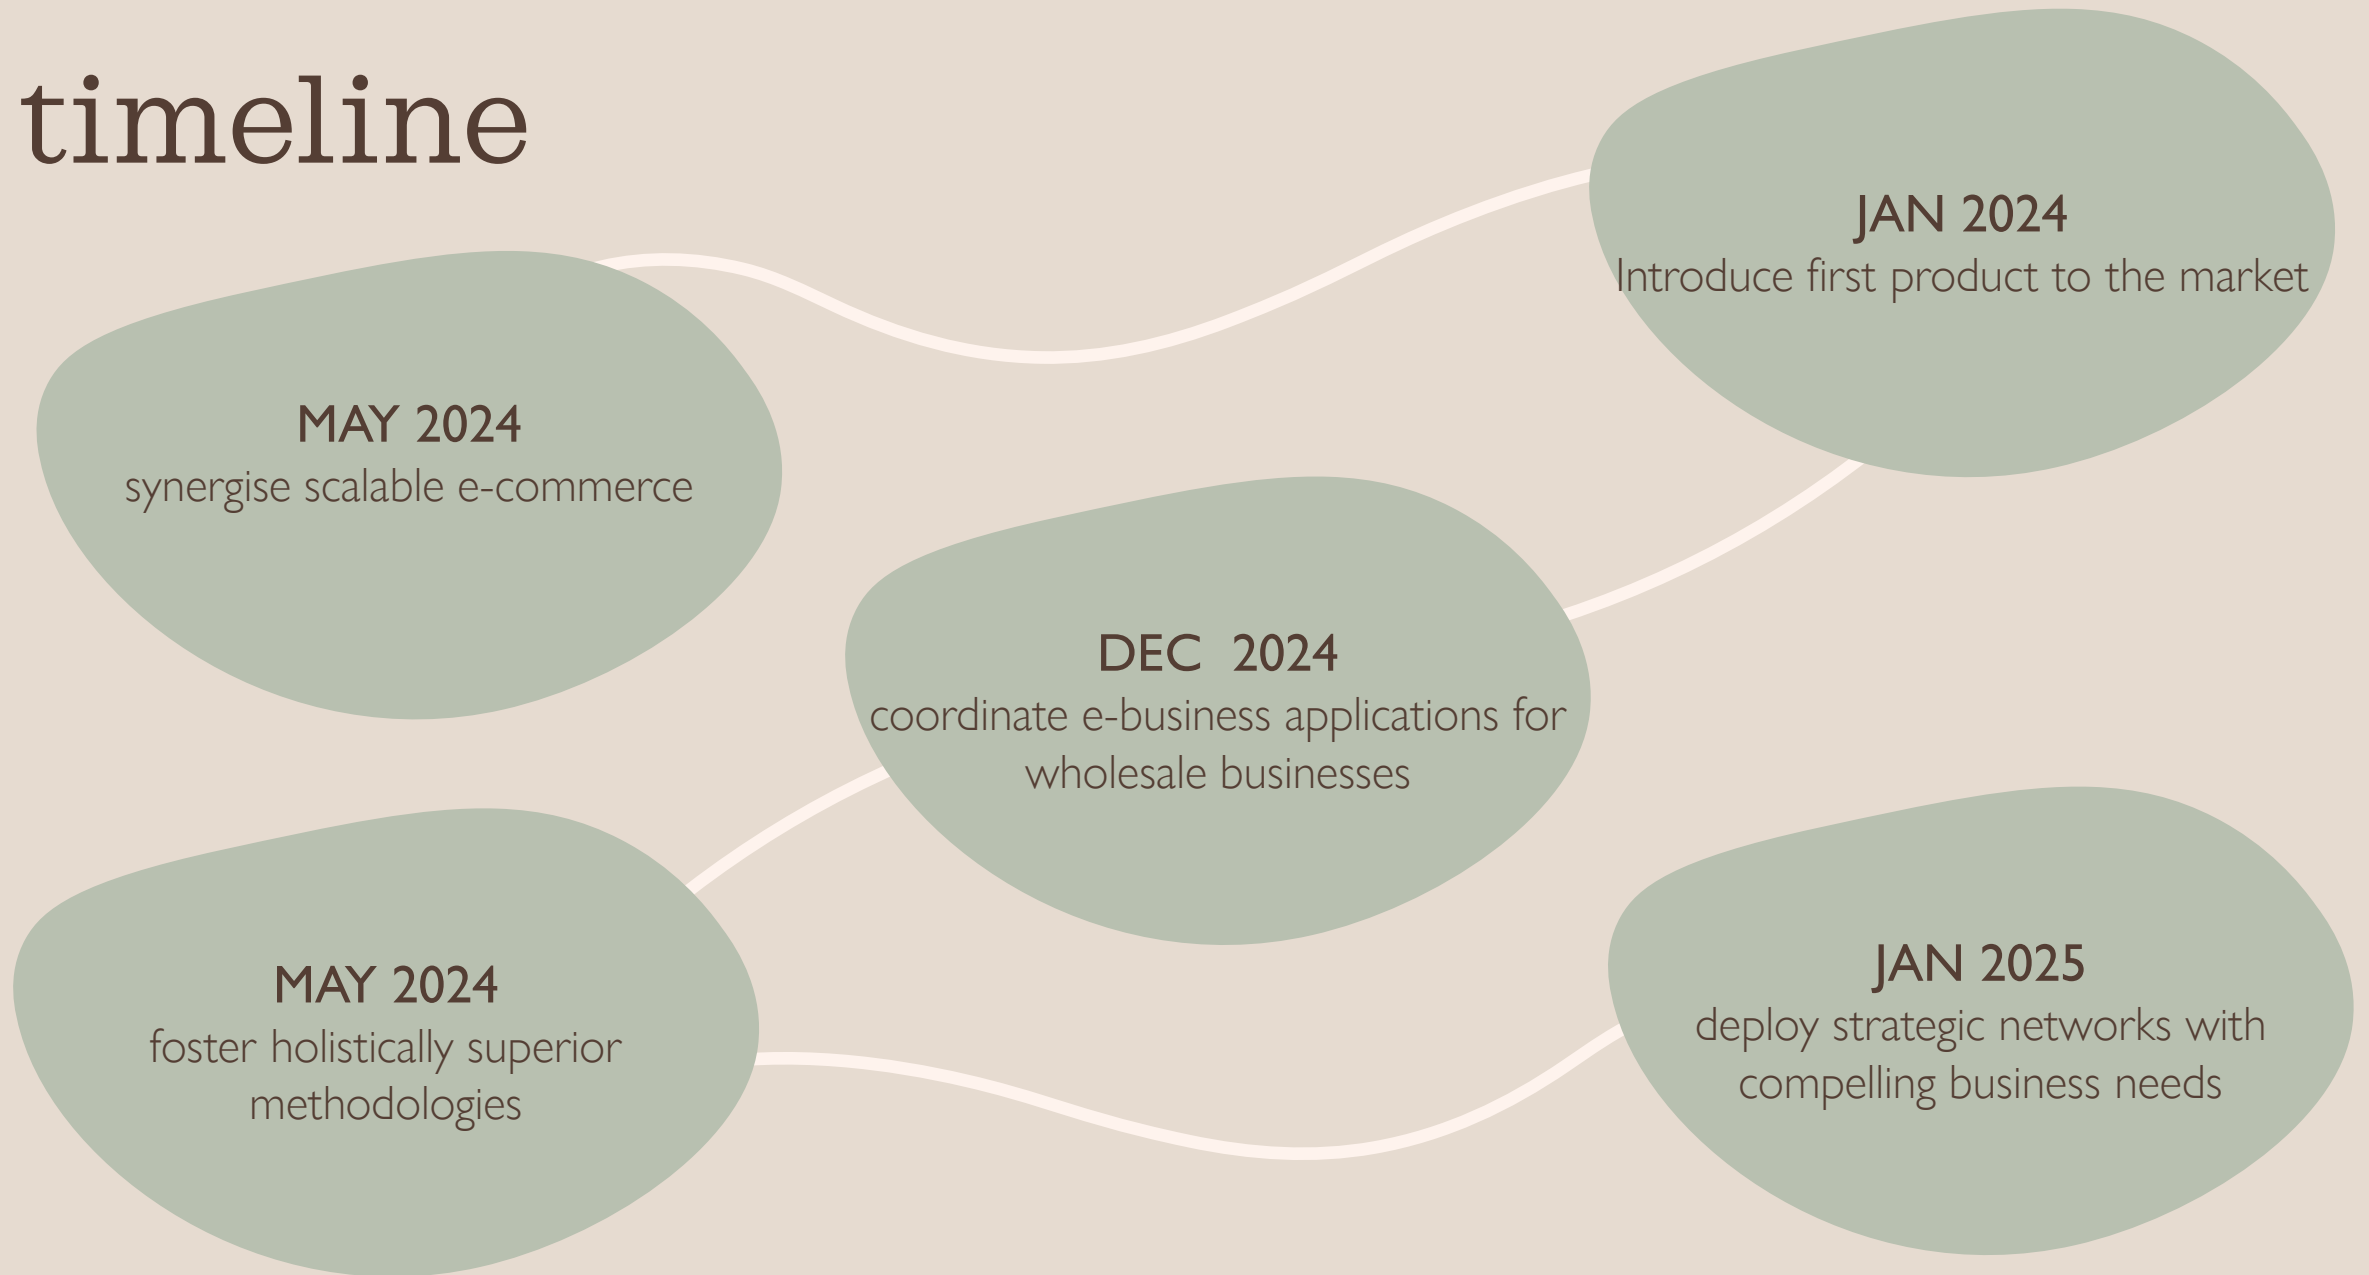 timeline
MAY 2024
synergise scalable e-commerce
JAN 2024
Introduce first product to the market
DEC  2024
coordinate e-business applications for
wholesale businesses
MAY 2024
foster holistically superior
methodologies
JAN 2025
deploy strategic networks with
compelling business needs